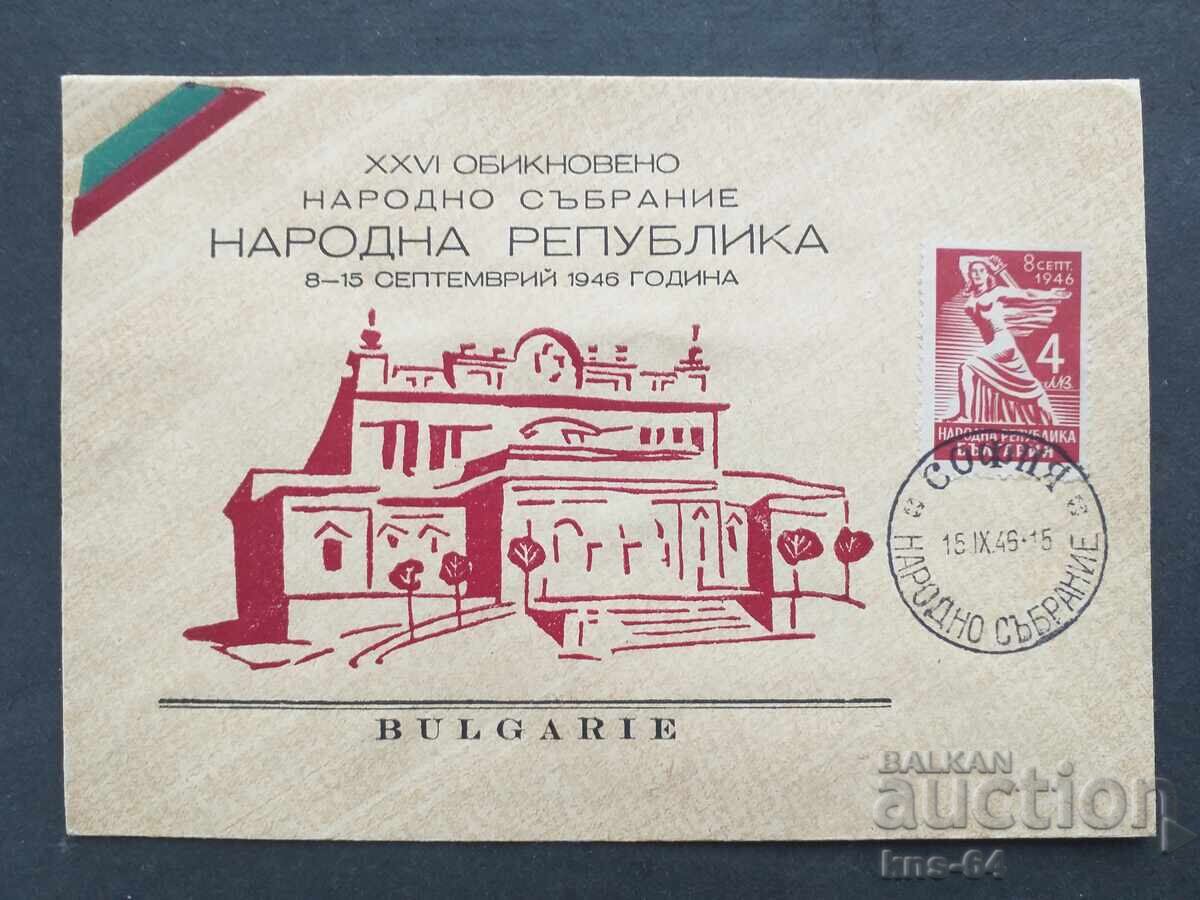 XXVI ОБИКНОВЕНО
НАРОДНО СЪБРАНИЕ
НАРОДНА РЕПУБЛИКА
8–15 СЕПТЕМВРИЙ 1946 ГОДИНА
8 СЕПТ.
1946
4
ЛВ.
НАРОДНА РЕПУБЛИКА
БЪЛГАРИЯ
СОФИЯ
15.IX.46-15
НАРОДНО СЪБРАНИЕ
BULGARIE
BALKAN
auction
kns-64